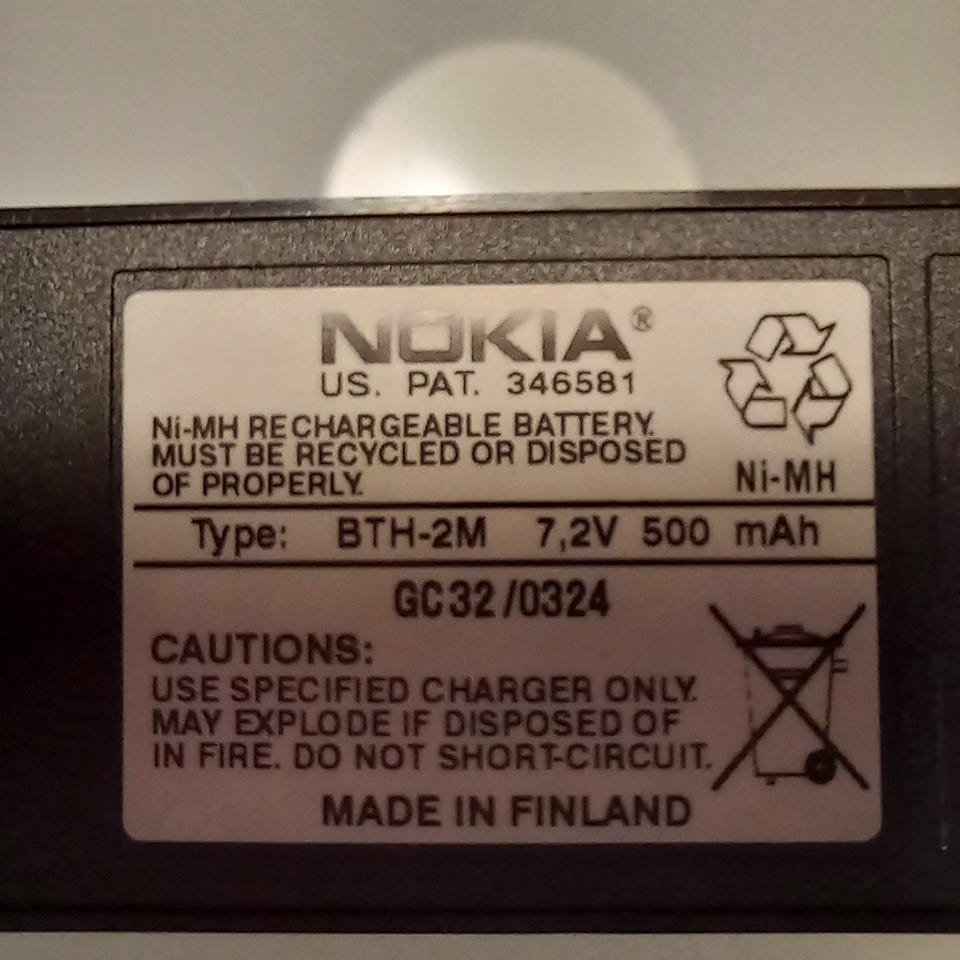 NOKIA®
US. PAT. 346581
Ni-MH RECHARGEABLE BATTERY.
MUST BE RECYCLED OR DISPOSED
OF PROPERLY.
Ni-MH
Type: BTH-2M 7,2V 500 mAh
GC32/0324
CAUTIONS:
USE SPECIFIED CHARGER ONLY.
MAY EXPLODE IF DISPOSED OF
IN FIRE. DO NOT SHORT-CIRCUIT.
MADE IN FINLAND